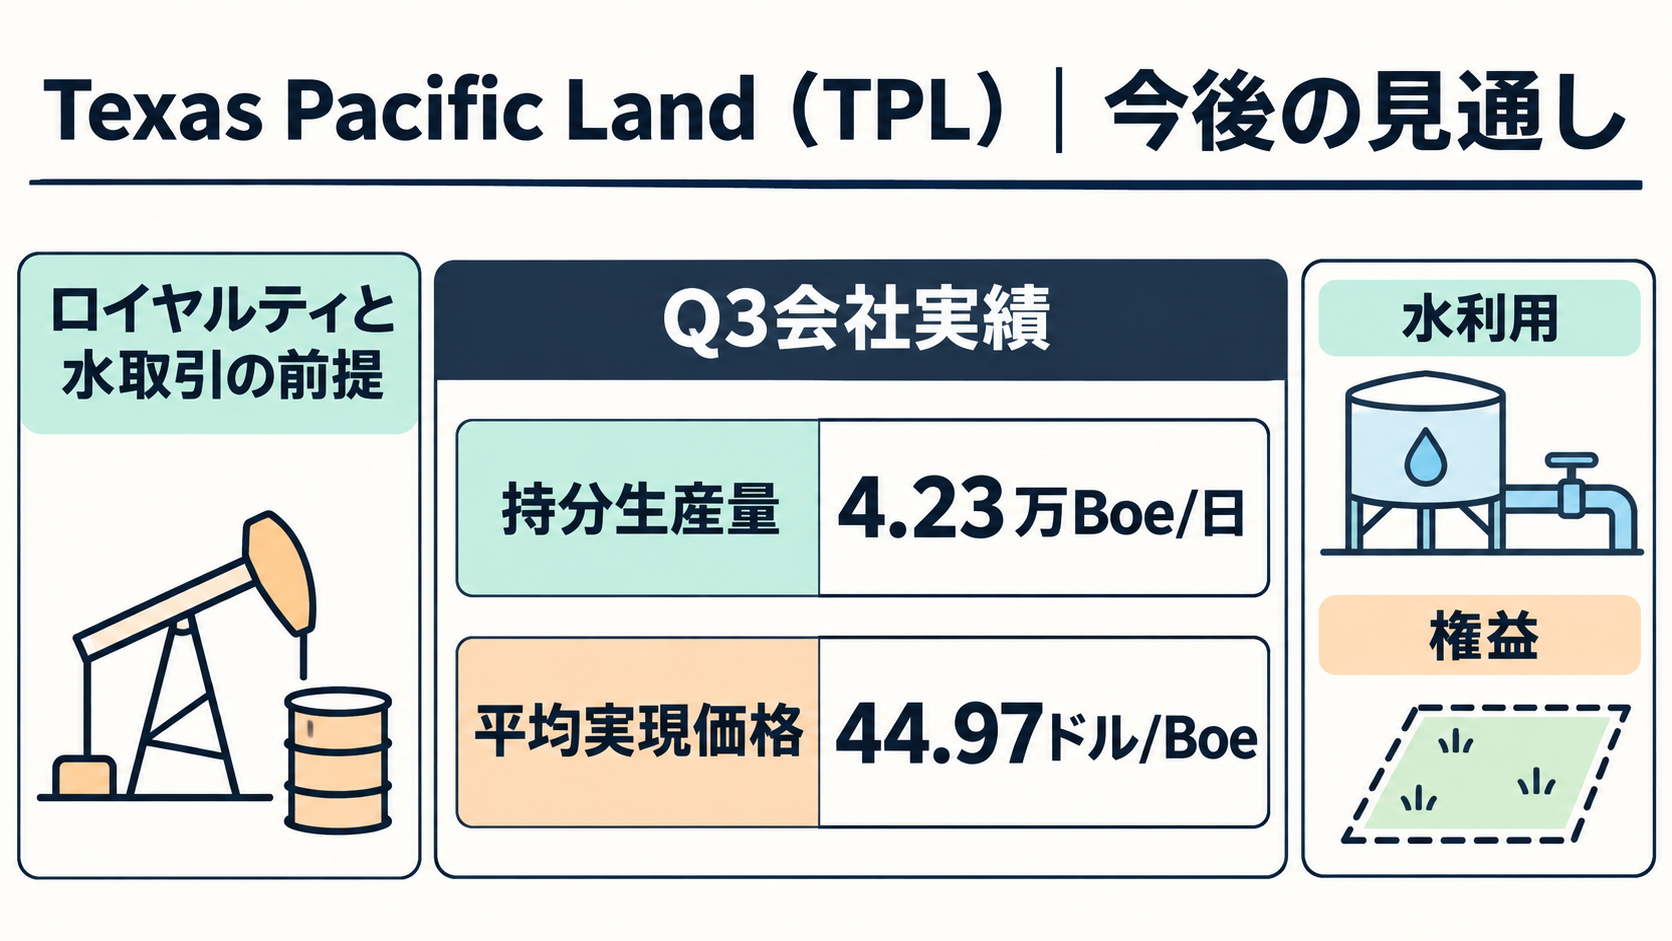 Texas Pacific Land（TPL）｜今後の見通し
ロイヤルティと
水取引の前提
Q3会社実績
持分生産量
4.23万Boe/日
平均実現価格
44.97ドル/Boe
水利用
権益